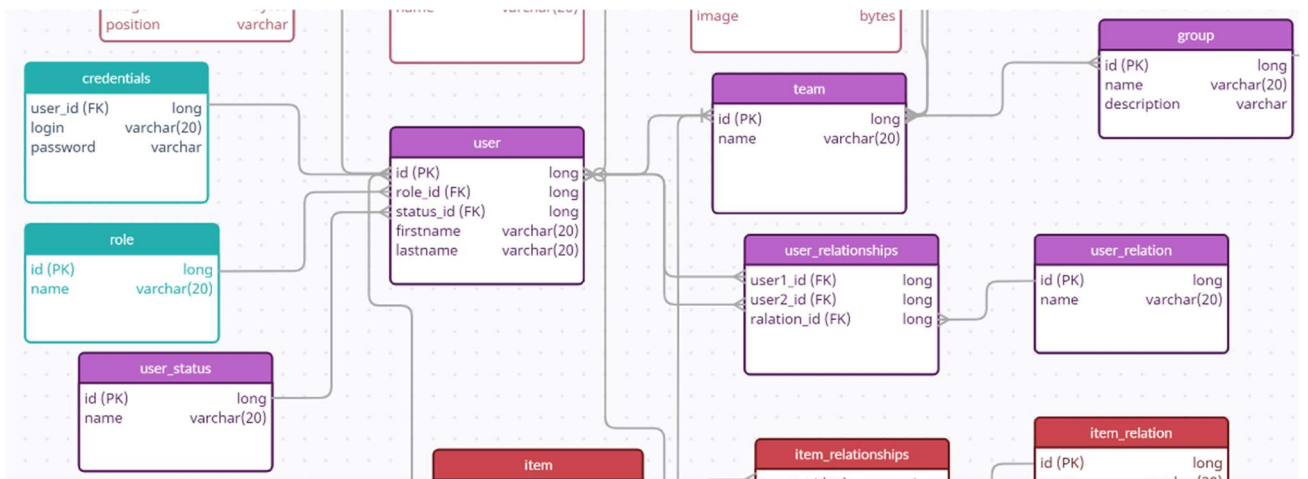 position varchar
name varchar(20)
image bytes
group
id (PK) long
name varchar(20)
description varchar
credentials
user_id (FK) long
login varchar(20)
password varchar
team
id (PK) long
name varchar(20)
user
id (PK) long
role_id (FK) long
status_id (FK) long
firstname varchar(20)
lastname varchar(20)
role
id (PK) long
name varchar(20)
user_relationships
user1_id (FK) long
user2_id (FK) long
ralation_id (FK) long
user_relation
id (PK) long
name varchar(20)
user_status
id (PK) long
name varchar(20)
item
item_relationships
item_relation
id (PK) long